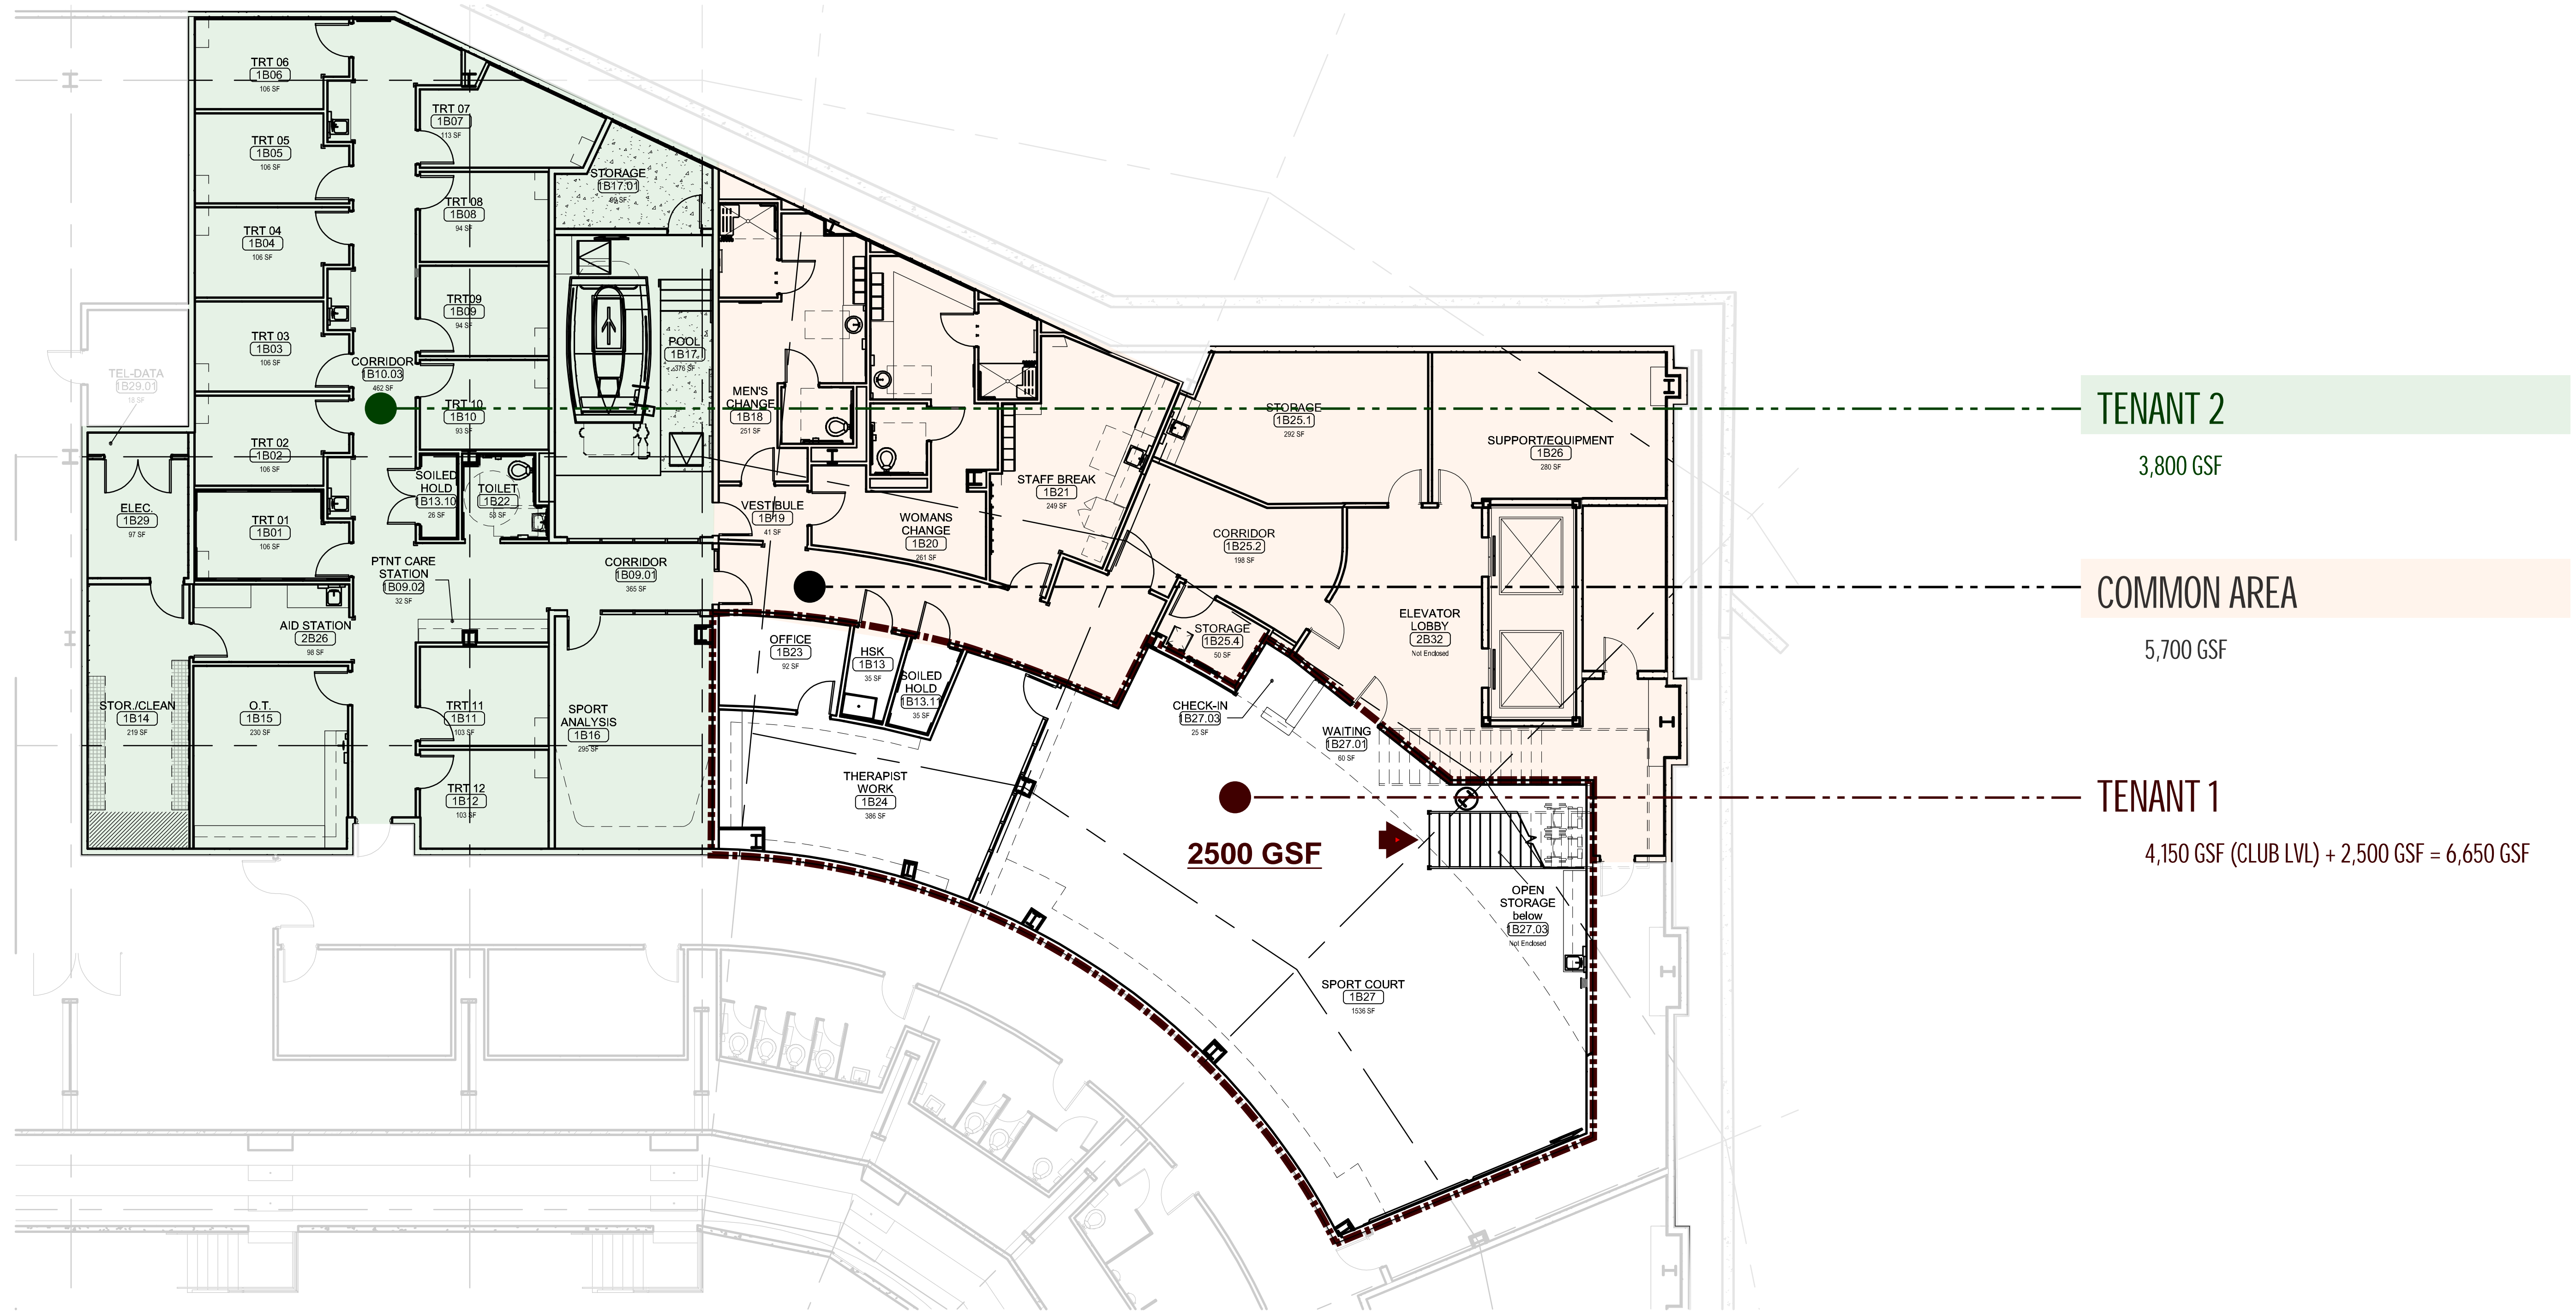 TRT 06
1B06
106 SF
TRT 05
1B05
106 SF
TRT 04
1B04
106 SF
TRT 03
1B03
106 SF
TRT 02
1B02
106 SF
TRT 01
1B01
106 SF
TRT 07
1B07
113 SF
TRT 08
1B08
94 SF
TRT09
1B09
94 SF
TRT 10
1B10
93 SF
CORRIDOR
1B10.03
462 SF
TEL-DATA
1B29.01
18 SF
ELEC.
1B29
97 SF
SOILED
HOLD
1B13.10
26 SF
TOILET
1B22
53 SF
STORAGE
1B17.01
99 SF
POOL
1B17
376 SF
PTNT CARE
STATION
1B09.02
32 SF
CORRIDOR
1B09.01
365 SF
AID STATION
2B26
98 SF
STOR./CLEAN
1B14
219 SF
O.T.
1B15
230 SF
TRT 11
1B11
103 SF
TRT 12
1B12
103 SF
SPORT
ANALYSIS
1B16
295 SF
MEN'S
CHANGE
1B18
251 SF
VESTIBULE
1B19
41 SF
WOMANS
CHANGE
1B20
261 SF
STAFF BREAK
1B21
249 SF
STORAGE
1B25.1
292 SF
SUPPORT/EQUIPMENT
1B26
280 SF
CORRIDOR
1B25.2
198 SF
ELEVATOR
LOBBY
2B32
Not Enclosed
STORAGE
1B25.4
50 SF
OFFICE
1B23
92 SF
HSK
1B13
35 SF
SOILED
HOLD
1B13.11
35 SF
CHECK-IN
1B27.03
25 SF
WAITING
1B27.01
60 SF
THERAPIST
WORK
1B24
386 SF
2500 GSF
OPEN
STORAGE
below
1B27.03
Not Enclosed
SPORT COURT
1B27
1536 SF
TENANT 2
3,800 GSF
COMMON AREA
5,700 GSF
TENANT 1
4,150 GSF (CLUB LVL) + 2,500 GSF = 6,650 GSF